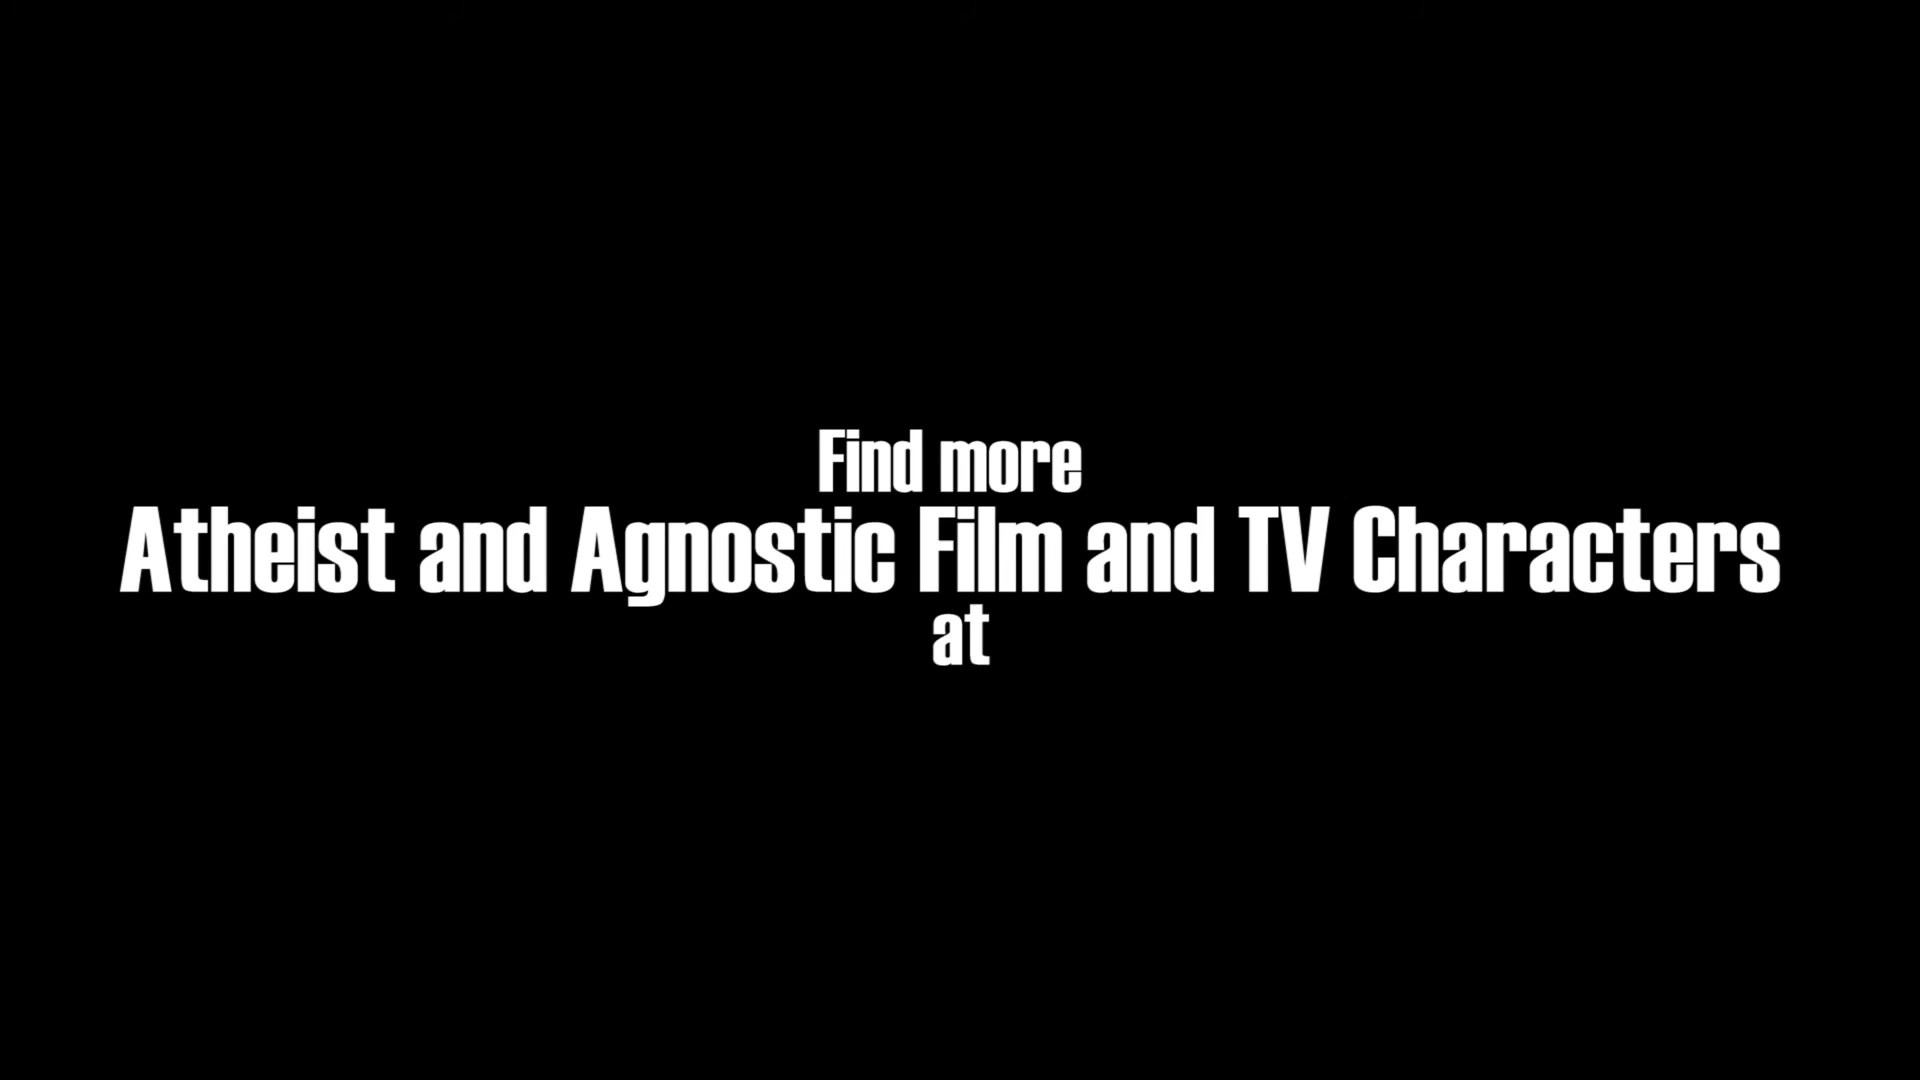 Find more
Atheist and Agnostic Film and TV Characters
at